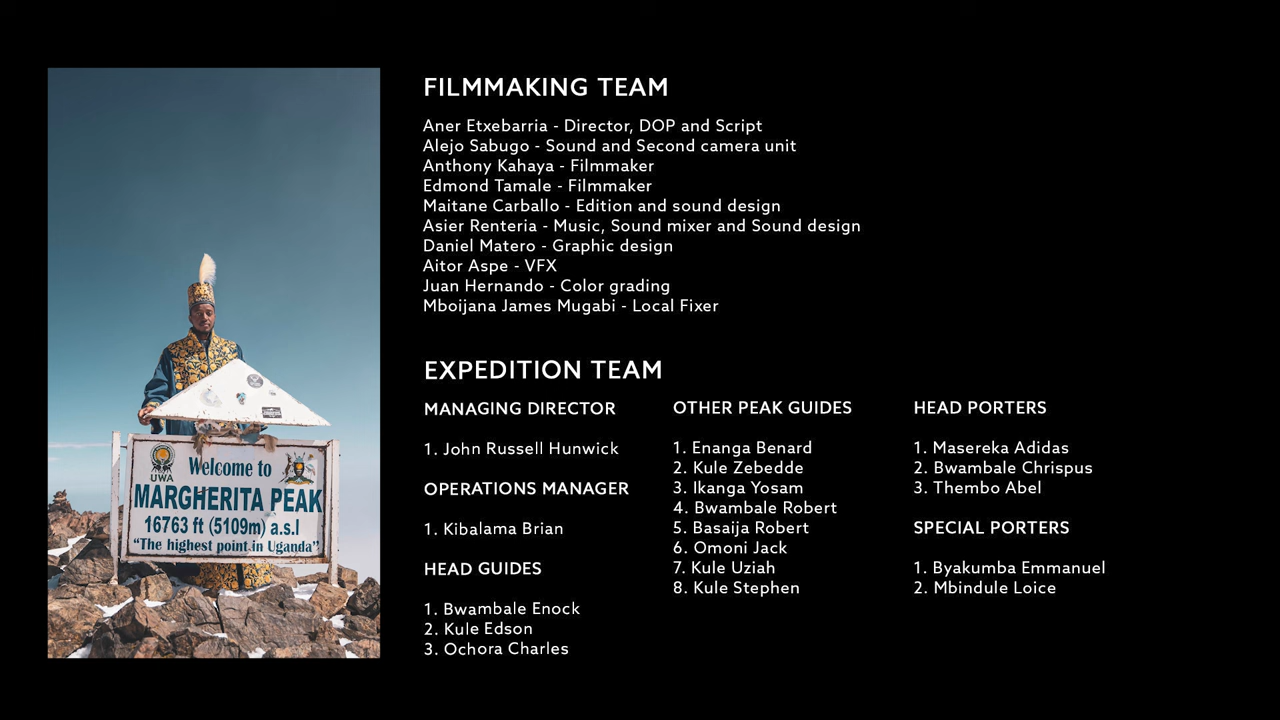 FILMMAKING TEAM
Aner Etxebarria - Director, DOP and Script
Alejo Sabugo - Sound and Second camera unit
Anthony Kahaya - Filmmaker
Edmond Tamale - Filmmaker
Maitane Carballo - Edition and sound design
Asier Renteria - Music, Sound mixer and Sound design
Daniel Matero - Graphic design
Aitor Aspe - VFX
Juan Hernando - Color grading
Mboijana James Mugabi - Local Fixer
EXPEDITION TEAM
MANAGING DIRECTOR
1. John Russell Hunwick
OPERATIONS MANAGER
1. Kibalama Brian
HEAD GUIDES
1. Bwambale Enock
2. Kule Edson
3. Ochora Charles
OTHER PEAK GUIDES
1. Enanga Benard
2. Kule Zebedde
3. Ikanga Yosam
4. Bwambale Robert
5. Basaija Robert
6. Omoni Jack
7. Kule Uziah
8. Kule Stephen
HEAD PORTERS
1. Masereka Adidas
2. Bwambale Chrispus
3. Thembo Abel
SPECIAL PORTERS
1. Byakumba Emmanuel
2. Mbindule Loice
UWA
Welcome to
MARGHERITA PEAK
16763 ft (5109m) a.s.l
“The highest point in Uganda”